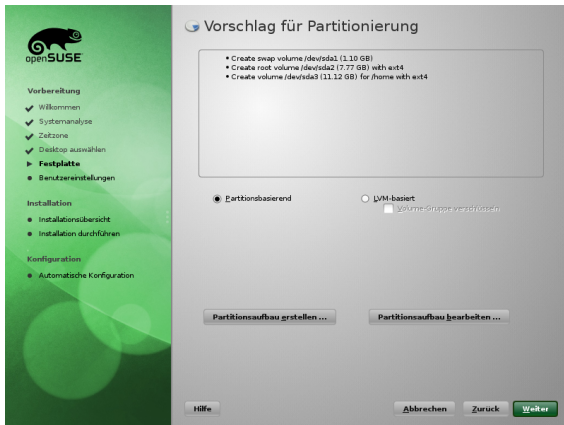 openSUSE
Vorbereitung
Willkommen
Systemanalyse
Zeitzone
Desktop auswählen
Festplatte
Benutzereinstellungen
Installation
Installationsübersicht
Installation durchführen
Konfiguration
Automatische Konfiguration
Vorschlag für Partitionierung
• Create swap volume /dev/sda1 (1.10 GB)
• Create root volume /dev/sda2 (7.77 GB) with ext4
• Create volume /dev/sda3 (11.12 GB) for /home with ext4
Partitionsbasierend
LVM-basiert
Volume-Gruppe verschlüsseln
Partitionsaufbau erstellen ...
Partitionsaufbau bearbeiten ...
Hilfe
Abbrechen
Zurück
Weiter